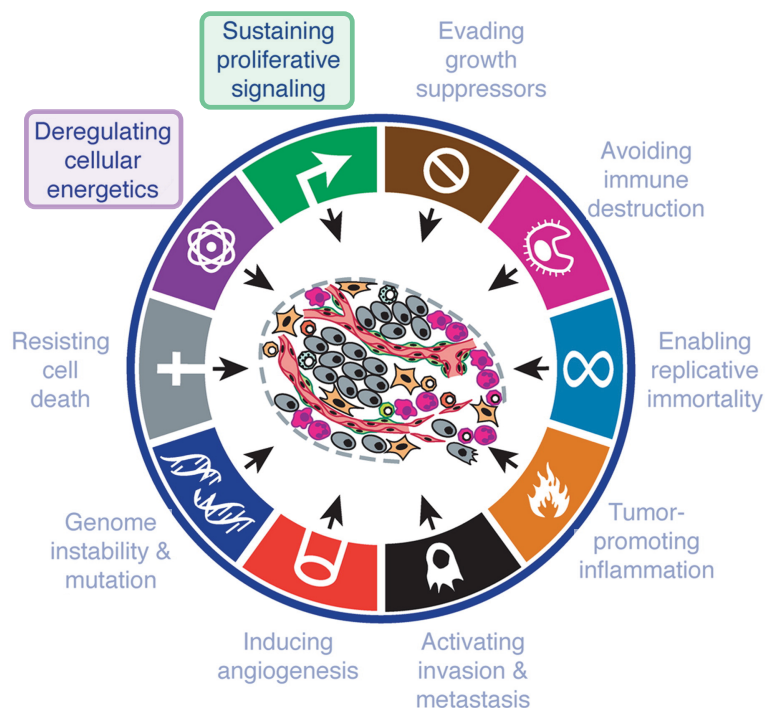 Sustaining
proliferative
signaling
Evading
growth
suppressors
Deregulating
cellular
energetics
Avoiding
immune
destruction
Resisting
cell
death
Enabling
replicative
immortality
Genome
instability &
mutation
Tumor-
promoting
inflammation
Inducing
angiogenesis
Activating
invasion &
metastasis